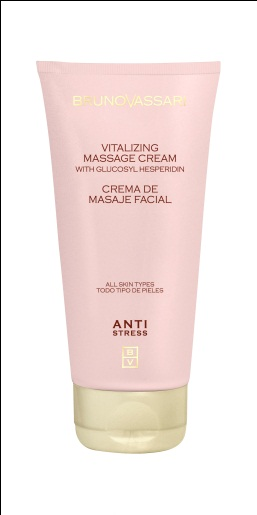 BRUNOVASSARI
VITALIZING
MASSAGE CREAM
WITH GLUCOSYL HESPERIDIN
CREMA DE
MASAJE FACIAL
ALL SKIN TYPES
TODO TIPO DE PIELES
ANTI
STRESS
B
V